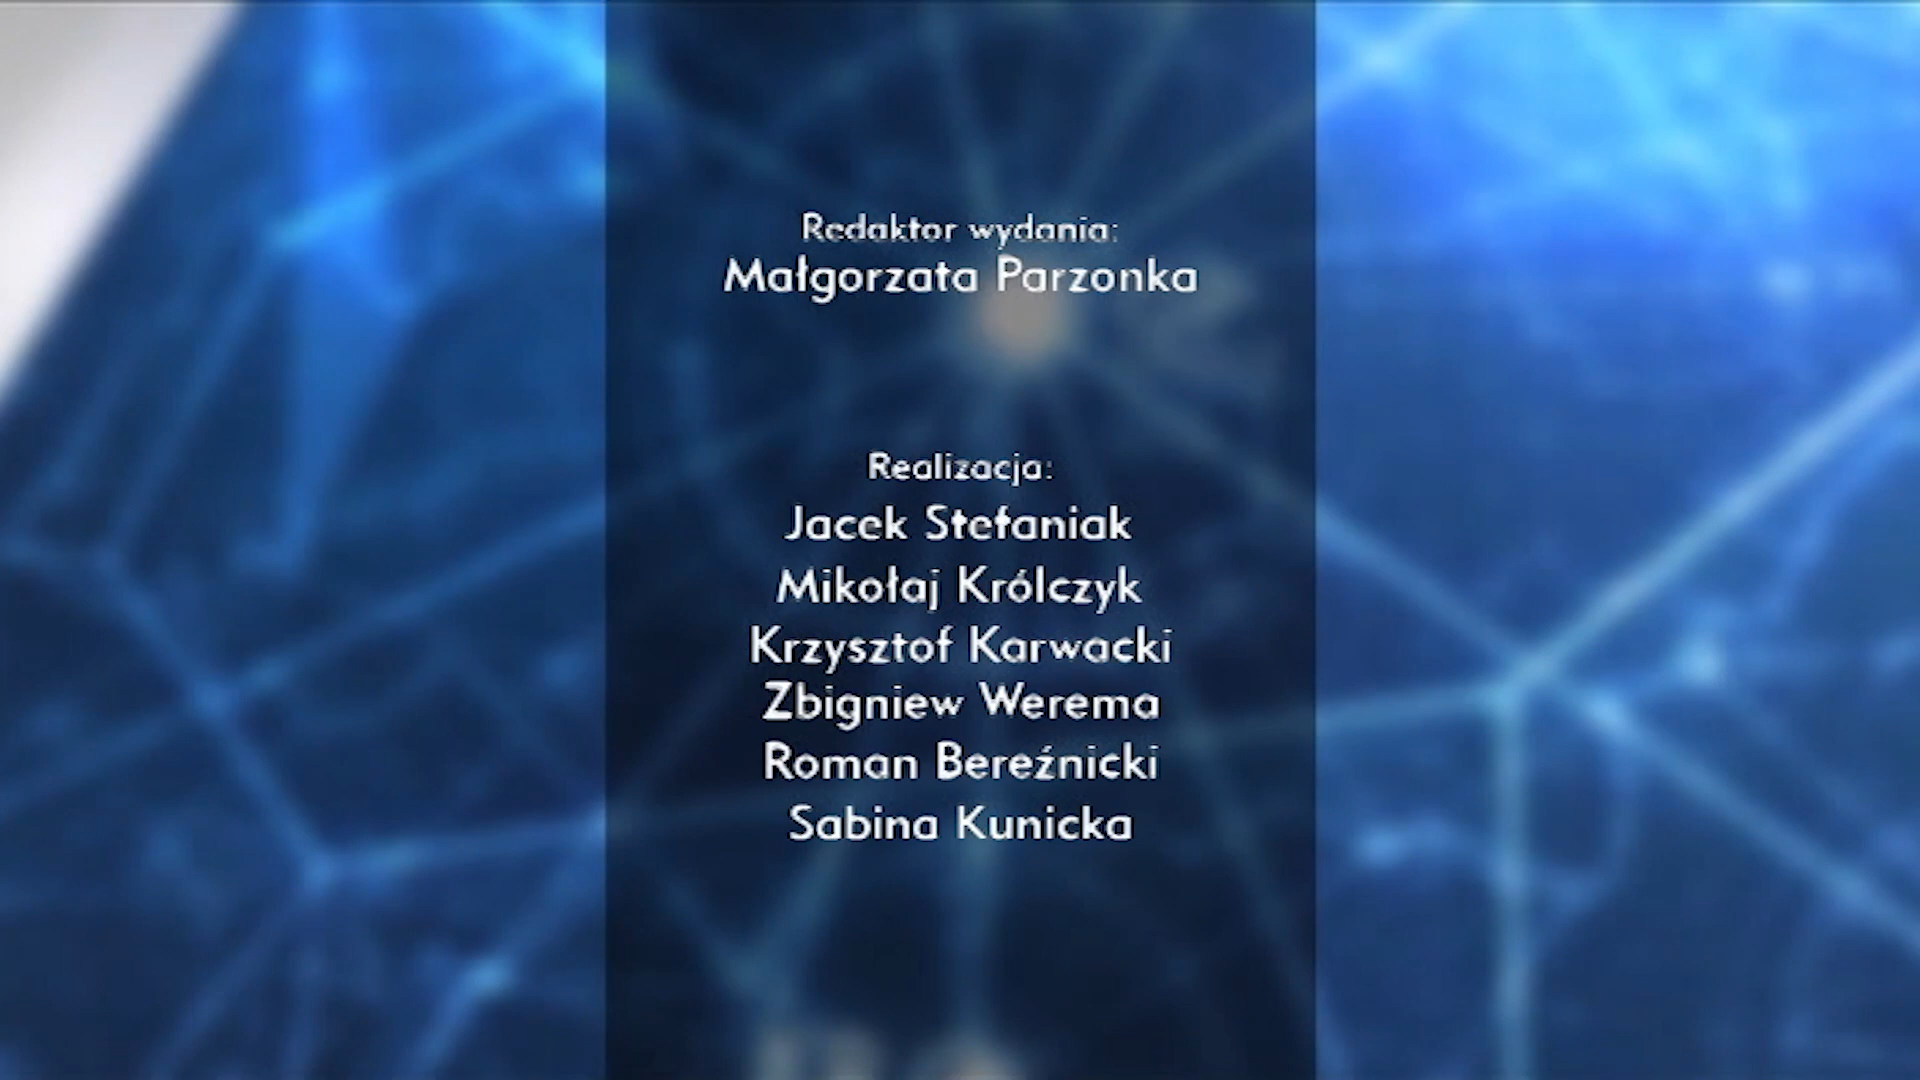 Redaktor wydania:
Małgorzata Parzonka
Realizacja:
Jacek Stefaniak
Mikołaj Królczyk
Krzysztof Karwacki
Zbigniew Werema
Roman Bereźnicki
Sabina Kunicka